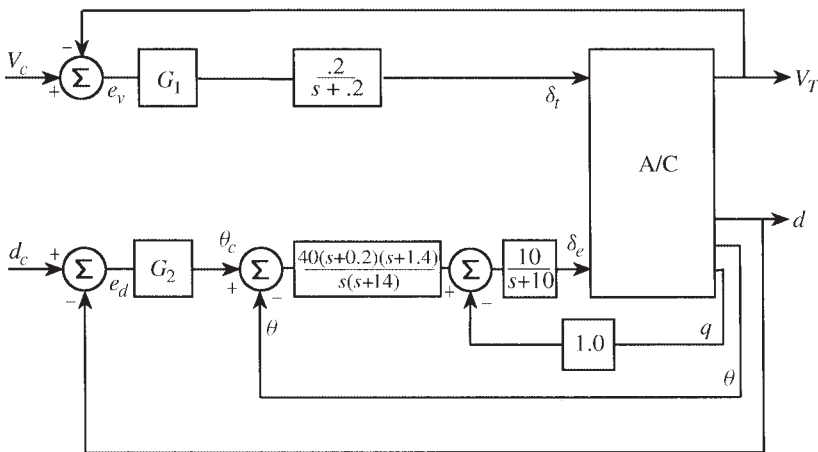 −
V_c
+
Σ
e_v
G_1
.2
s + .2
δ_t
A/C
V_T
d
d_c
+
−
Σ
e_d
G_2
θ_c
+
Σ
−
θ
40(s+0.2)(s+1.4)
s(s+14)
+
Σ
−
10
s+10
δ_e
1.0
q
θ